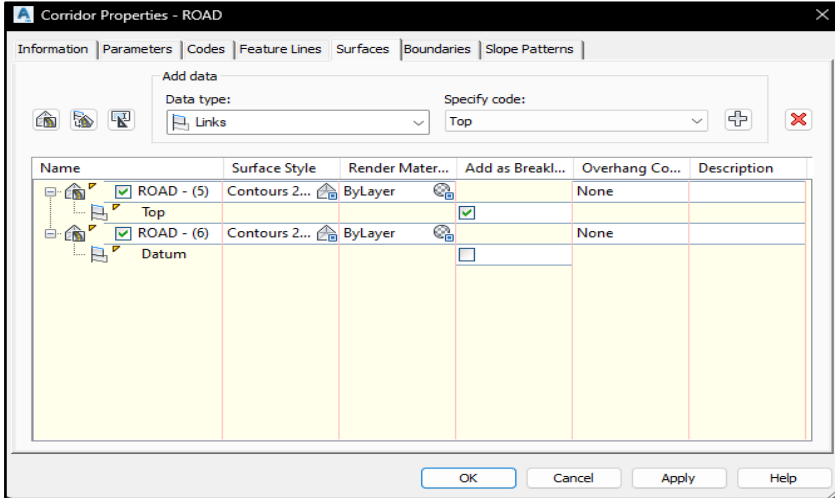 Corridor Properties - ROAD
Information Parameters Codes Feature Lines Surfaces Boundaries Slope Patterns
Add data
Data type: Specify code:
Links Top
Name Surface Style Render Mater... Add as Breakl... Overhang Co... Description
ROAD - (5) Contours 2... ByLayer None
Top
ROAD - (6) Contours 2... ByLayer None
Datum
OK Cancel Apply Help